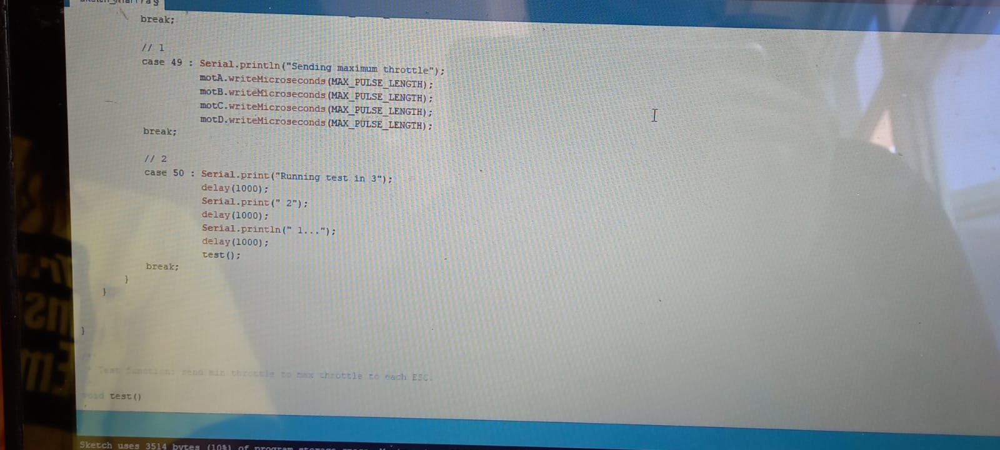 break;
// 1
case 49 : Serial.println("Sending maximum throttle");
motA.writeMicroseconds(MAX_PULSE_LENGTH);
motB.writeMicroseconds(MAX_PULSE_LENGTH);
motC.writeMicroseconds(MAX_PULSE_LENGTH);
motD.writeMicroseconds(MAX_PULSE_LENGTH);
break;
// 2
case 50 : Serial.print("Running test in 3");
delay(1000);
Serial.print(" 2");
delay(1000);
Serial.println(" 1...");
delay(1000);
test();
break;
}
}
}
/**
* Test function: send min throttle to max throttle to each ESC.
void test()
Sketch uses 3514 bytes (10%) of program storage